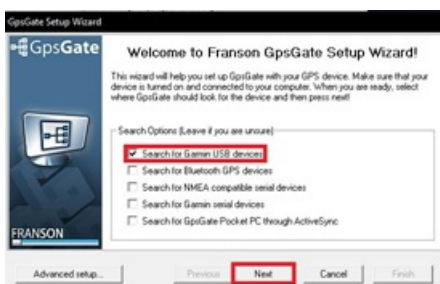 GpsGate Setup Wizard
GpsGate
Welcome to Franson GpsGate Setup Wizard!
This wizard will help you set up GpsGate with your GPS device. Make sure that your
device is turned on and connected to your computer. When you are ready, select
where GpsGate should look for the device and then press next!
Search Options (Leave if you are unsure)
Search for Garmin USB devices
Search for Bluetooth GPS devices
Search for NMEA compatible serial devices
Search for Garmin serial devices
Search for GpsGate Pocket PC through ActiveSync
FRANSON
Advanced setup...
Previous
Next
Cancel
Finish